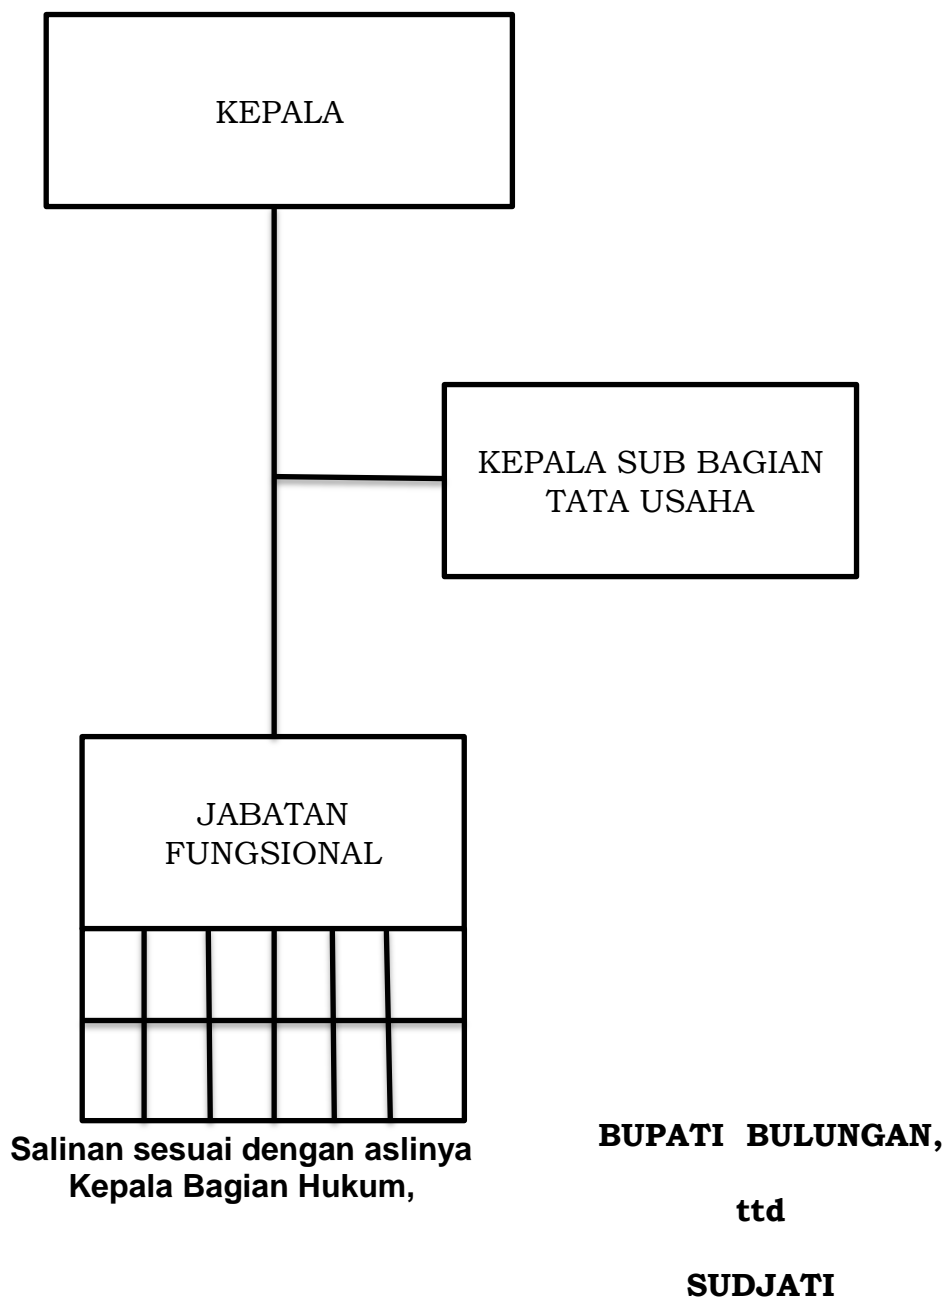 KEPALA
KEPALA SUB BAGIAN
TATA USAHA
JABATAN
FUNGSIONAL
Salinan sesuai dengan aslinya
Kepala Bagian Hukum,
BUPATI BULUNGAN,
ttd
SUDJATI